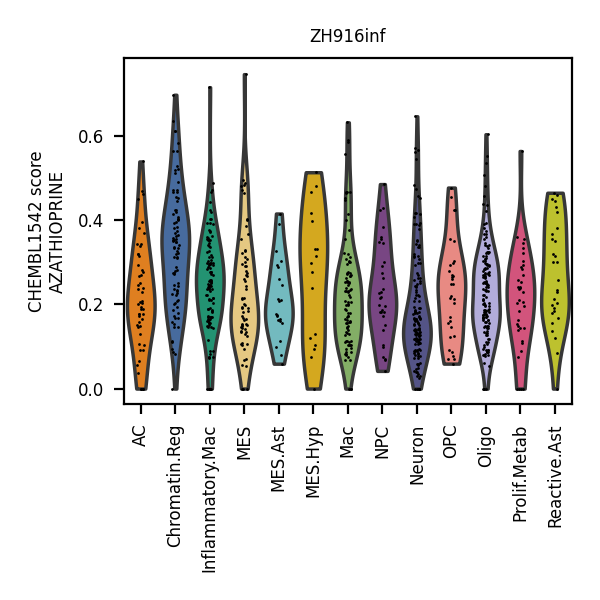 ZH916inf
CHEMBL1542 score
AZATHIOPRINE
0.6
0.4
0.2
0.0
AC
Chromatin.Reg
Inflammatory.Mac
MES
MES.Ast
MES.Hyp
Mac
NPC
Neuron
OPC
Oligo
Prolif.Metab
Reactive.Ast